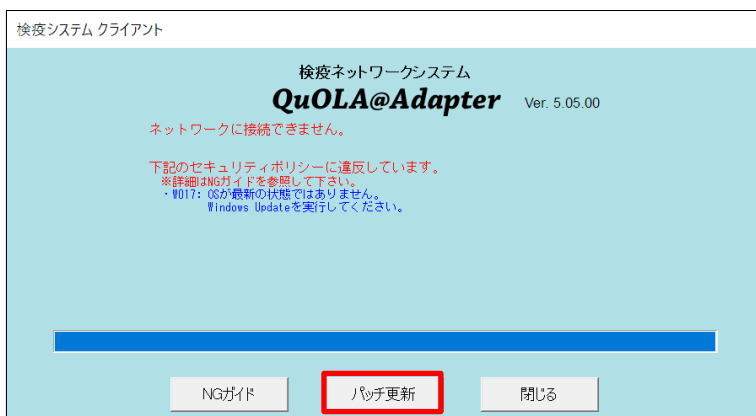 検疫システム クライアント
検疫ネットワークシステム
QuOLA@Adapter Ver. 5.05.00
ネットワークに接続できません。
下記のセキュリティポリシーに違反しています。
※詳細はNGガイドを参照して下さい。
・W017: OSが最新の状態ではありません。
Windows Updateを実行してください。
NGガイド パッチ更新 閉じる